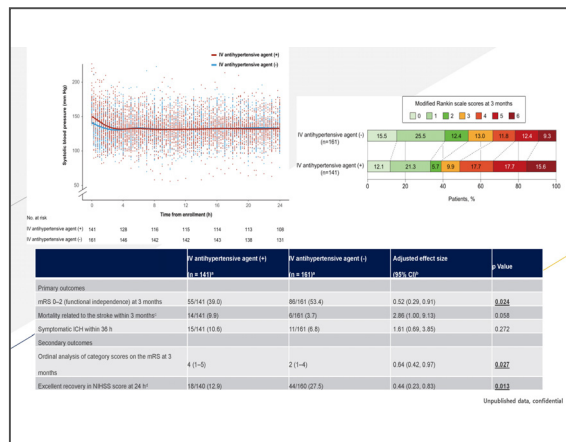 IV antihypertensive agent (+)
IV antihypertensive agent (-)
Systolic blood pressure (mm Hg)
200
150
100
50
0 4 8 12 16 20 24
Time from enrollment (h)
No. at risk
IV antihypertensive agent (+) 141 128 116 115 114 113 108
IV antihypertensive agent (-) 161 146 142 142 143 138 131
Modified Rankin scale scores at 3 months
0 1 2 3 4 5 6
IV antihypertensive agent (-)
(n=161)
15.5 25.5 12.4 13.0 11.8 12.4 9.3
IV antihypertensive agent (+)
(n=141)
12.1 21.3 5.7 9.9 17.7 17.7 15.6
0 20 40 60 80 100
Patients, %
IV antihypertensive agent (+) (n = 141)ª
IV antihypertensive agent (-) (n = 161)ª
Adjusted effect size (95% CI)ᵇ
p Value
Primary outcomes
mRS 0–2 (functional independence) at 3 months 55/141 (39.0) 86/161 (53.4) 0.52 (0.29, 0.91) 0.024
Mortality related to the stroke within 3 monthsᶜ 14/141 (9.9) 6/161 (3.7) 2.86 (1.00, 9.13) 0.058
Symptomatic ICH within 36 h 15/141 (10.6) 11/161 (6.8) 1.61 (0.69, 3.85) 0.272
Secondary outcomes
Ordinal analysis of category scores on the mRS at 3 months 4 (1–5) 2 (1–4) 0.64 (0.42, 0.97) 0.027
Excellent recovery in NIHSS score at 24 hᵈ 18/140 (12.9) 44/160 (27.5) 0.44 (0.23, 0.83) 0.013
Unpublished data, confidential